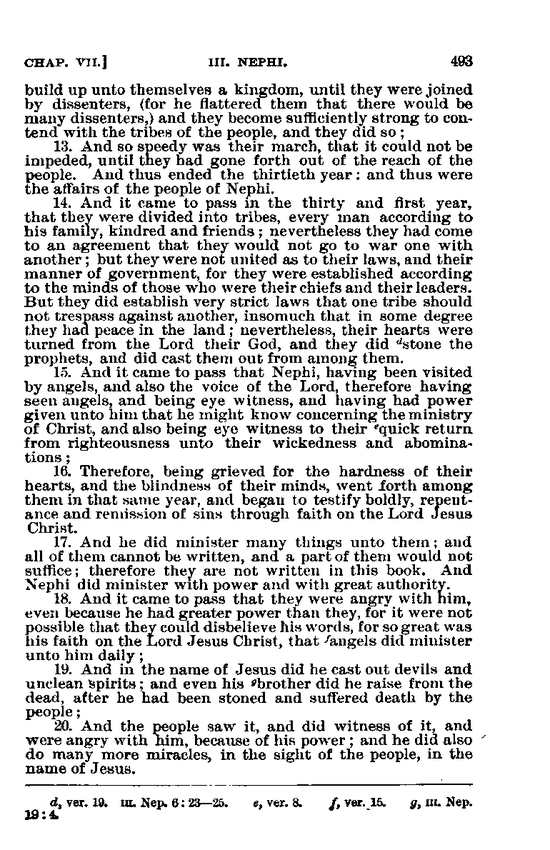 CHAP. VII.] III. NEPHI. 493
build up unto themselves a kingdom, until they were joined
by dissenters, (for he flattered them that there would be
many dissenters,) and they become sufficiently strong to con-
tend with the tribes of the people, and they did so;
13. And so speedy was their march, that it could not be
impeded, until they had gone forth out of the reach of the
people. And thus ended the thirtieth year: and thus were
the affairs of the people of Nephi.
14. And it came to pass in the thirty and first year,
that they were divided into tribes, every man according to
his family, kindred and friends; nevertheless they had come
to an agreement that they would not go to war one with
another; but they were not united as to their laws, and their
manner of government, for they were established according
to the minds of those who were their chiefs and their leaders.
But they did establish very strict laws that one tribe should
not trespass against another, insomuch that in some degree
they had peace in the land; nevertheless, their hearts were
turned from the Lord their God, and they did dstone the
prophets, and did cast them out from among them.
15. And it came to pass that Nephi, having been visited
by angels, and also the voice of the Lord, therefore having
seen angels, and being eye witness, and having had power
given unto him that he might know concerning the ministry
of Christ, and also being eye witness to their equick return
from righteousness unto their wickedness and abomina-
tions;
16. Therefore, being grieved for the hardness of their
hearts, and the blindness of their minds, went forth among
them in that same year, and began to testify boldly, repent-
ance and remission of sins through faith on the Lord Jesus
Christ.
17. And he did minister many things unto them; and
all of them cannot be written, and a part of them would not
suffice; therefore they are not written in this book. And
Nephi did minister with power and with great authority.
18. And it came to pass that they were angry with him,
even because he had greater power than they, for it were not
possible that they could disbelieve his words, for so great was
his faith on the Lord Jesus Christ, that fangels did minister
unto him daily;
19. And in the name of Jesus did he cast out devils and
unclean spirits; and even his gbrother did he raise from the
dead, after he had been stoned and suffered death by the
people;
20. And the people saw it, and did witness of it, and
were angry with him, because of his power; and he did also
do many more miracles, in the sight of the people, in the
name of Jesus.
d, ver. 19. III. Nep. 6: 23—25. e, ver. 8. f, ver. 15. g, III. Nep.
19: 4.